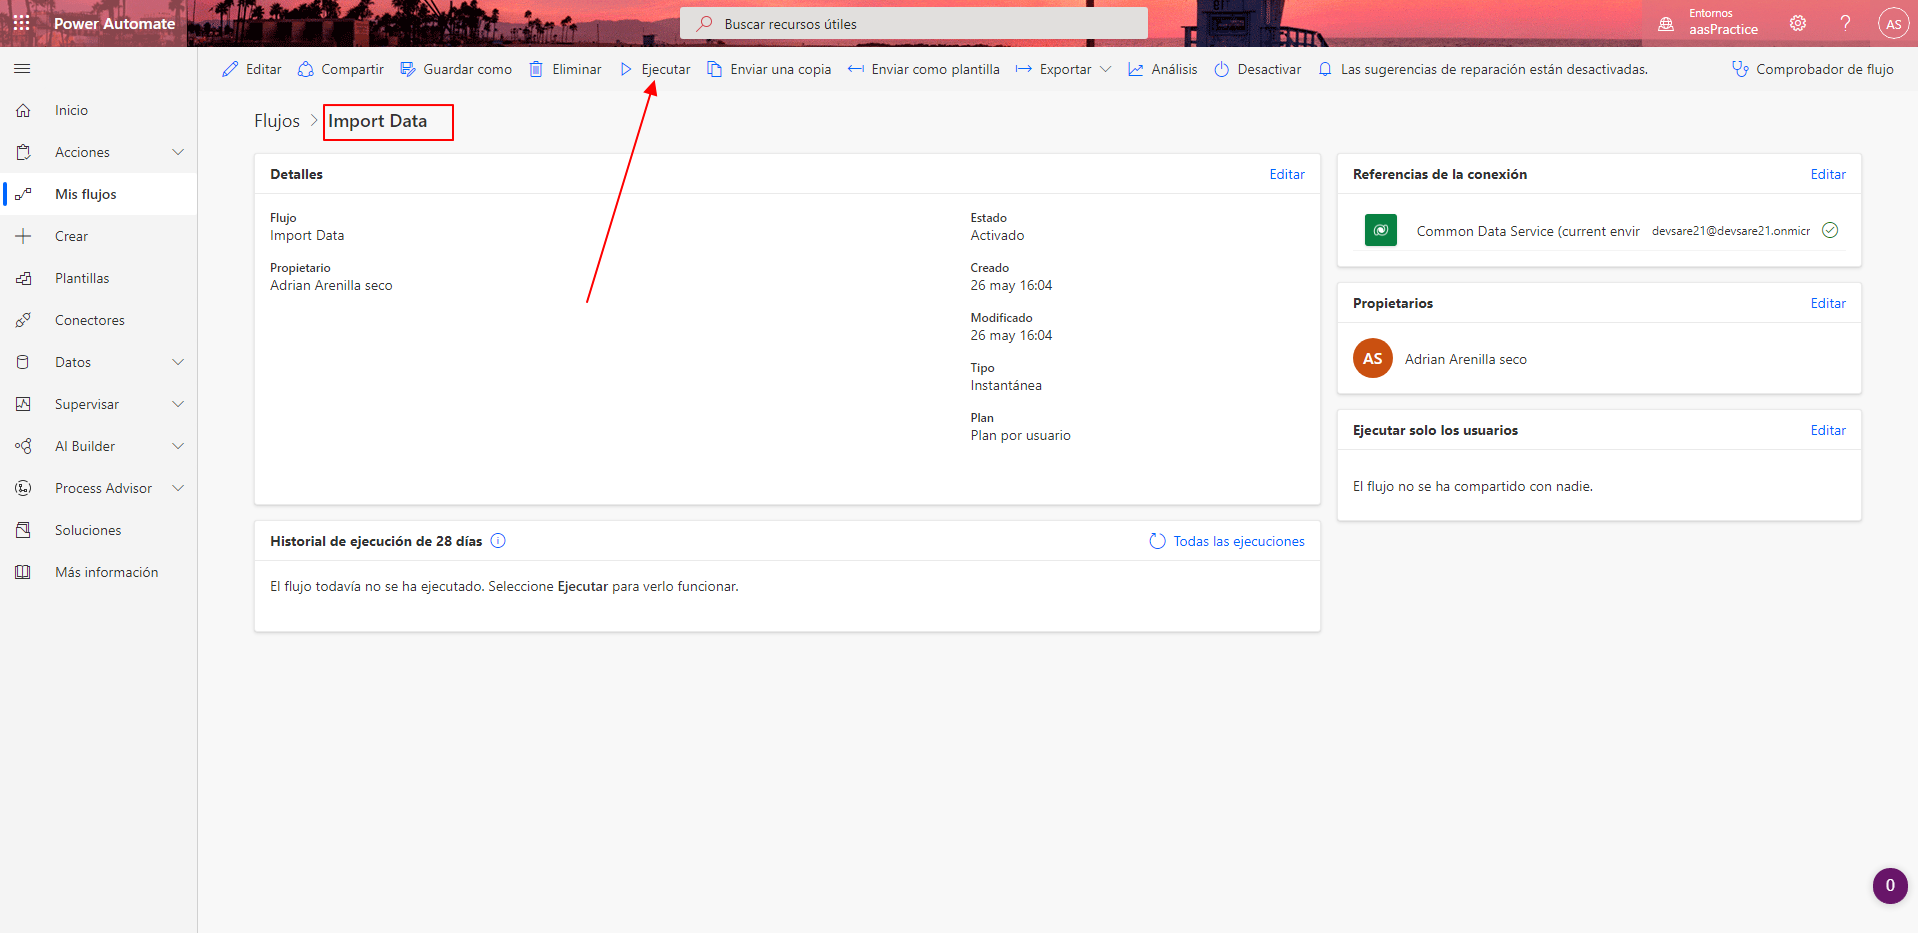 Power Automate
Buscar recursos útiles
Entornos
aasPractice
?
AS
Editar
Compartir
Guardar como
Eliminar
Ejecutar
Enviar una copia
Enviar como plantilla
Exportar
Análisis
Desactivar
Las sugerencias de reparación están desactivadas.
Comprobador de flujo
Inicio
Acciones
Mis flujos
Crear
Plantillas
Conectores
Datos
Supervisar
AI Builder
Process Advisor
Soluciones
Más información
Flujos > Import Data
Detalles
Editar
Flujo
Import Data
Propietario
Adrian Arenilla seco
Estado
Activado
Creado
26 may 16:04
Modificado
26 may 16:04
Tipo
Instantánea
Plan
Plan por usuario
Historial de ejecución de 28 días
Todas las ejecuciones
El flujo todavía no se ha ejecutado. Seleccione Ejecutar para verlo funcionar.
Referencias de la conexión
Editar
Common Data Service (current envir
devsare21@devsare21.onmicr
Propietarios
Editar
AS
Adrian Arenilla seco
Ejecutar solo los usuarios
Editar
El flujo no se ha compartido con nadie.
0